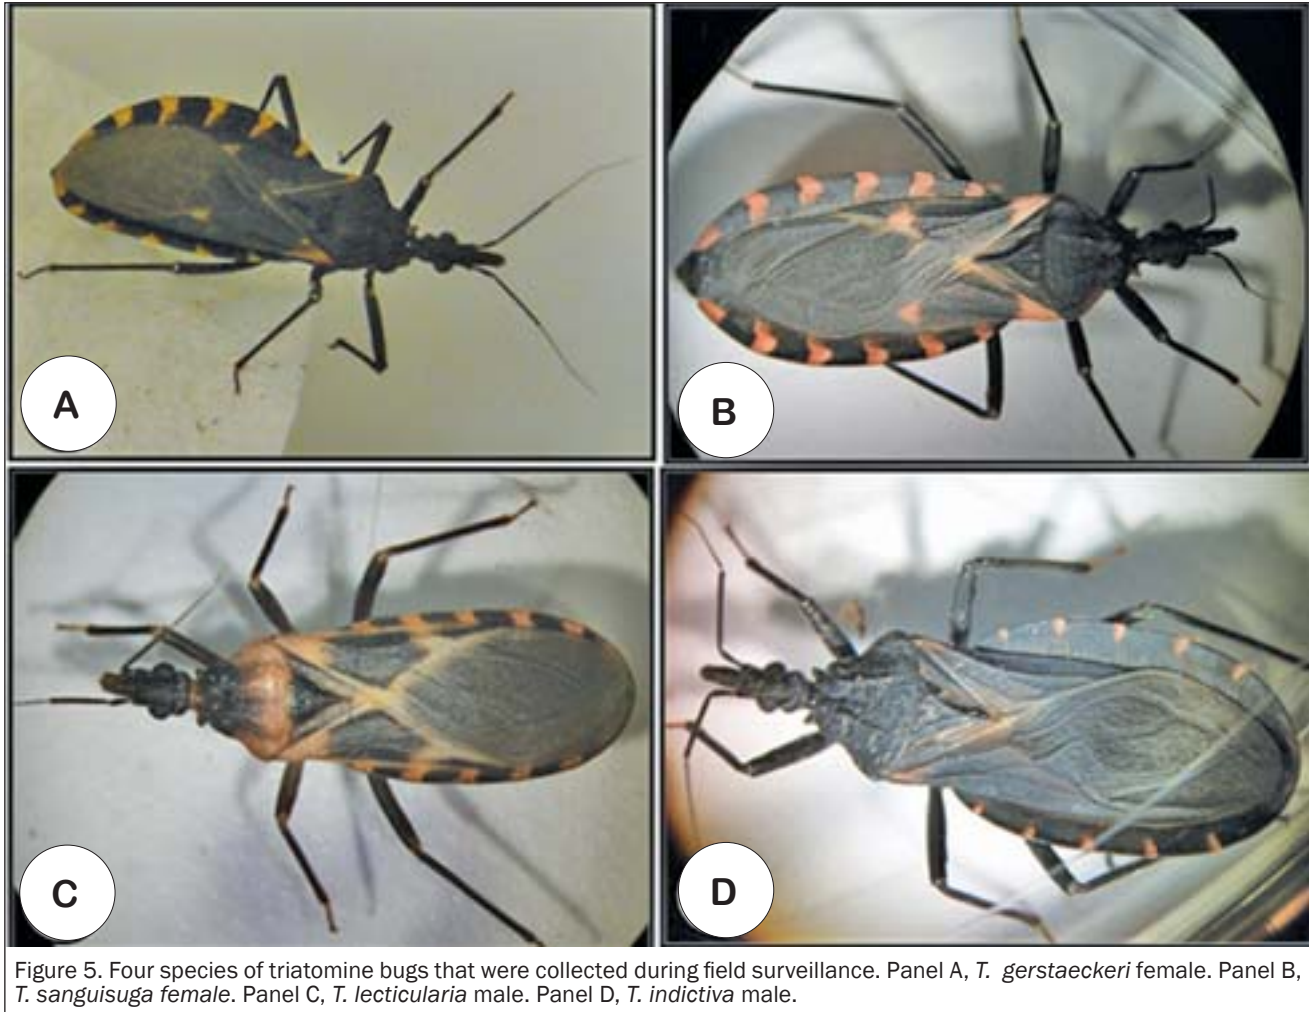 A
B
C
D
Figure 5. Four species of triatomine bugs that were collected during field surveillance. Panel A, T. gerstaeckeri female. Panel B,
T. sanguisuga female. Panel C, T. lecticularia male. Panel D, T. indictiva male.